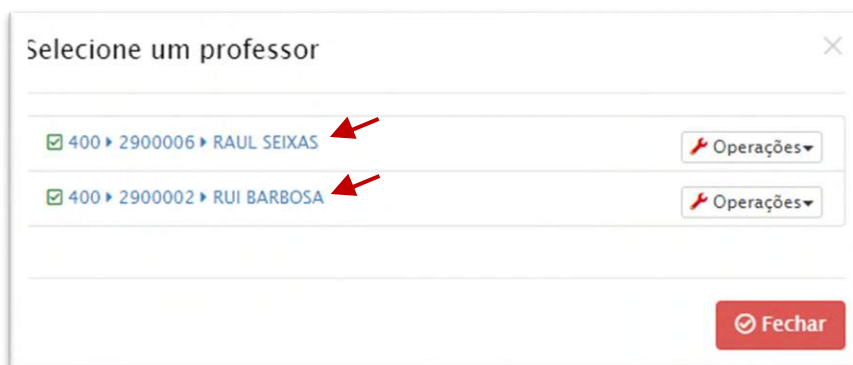 Selecione um professor
400 2900006 RAUL SEIXAS
Operações
400 2900002 RUI BARBOSA
Operações
Fechar